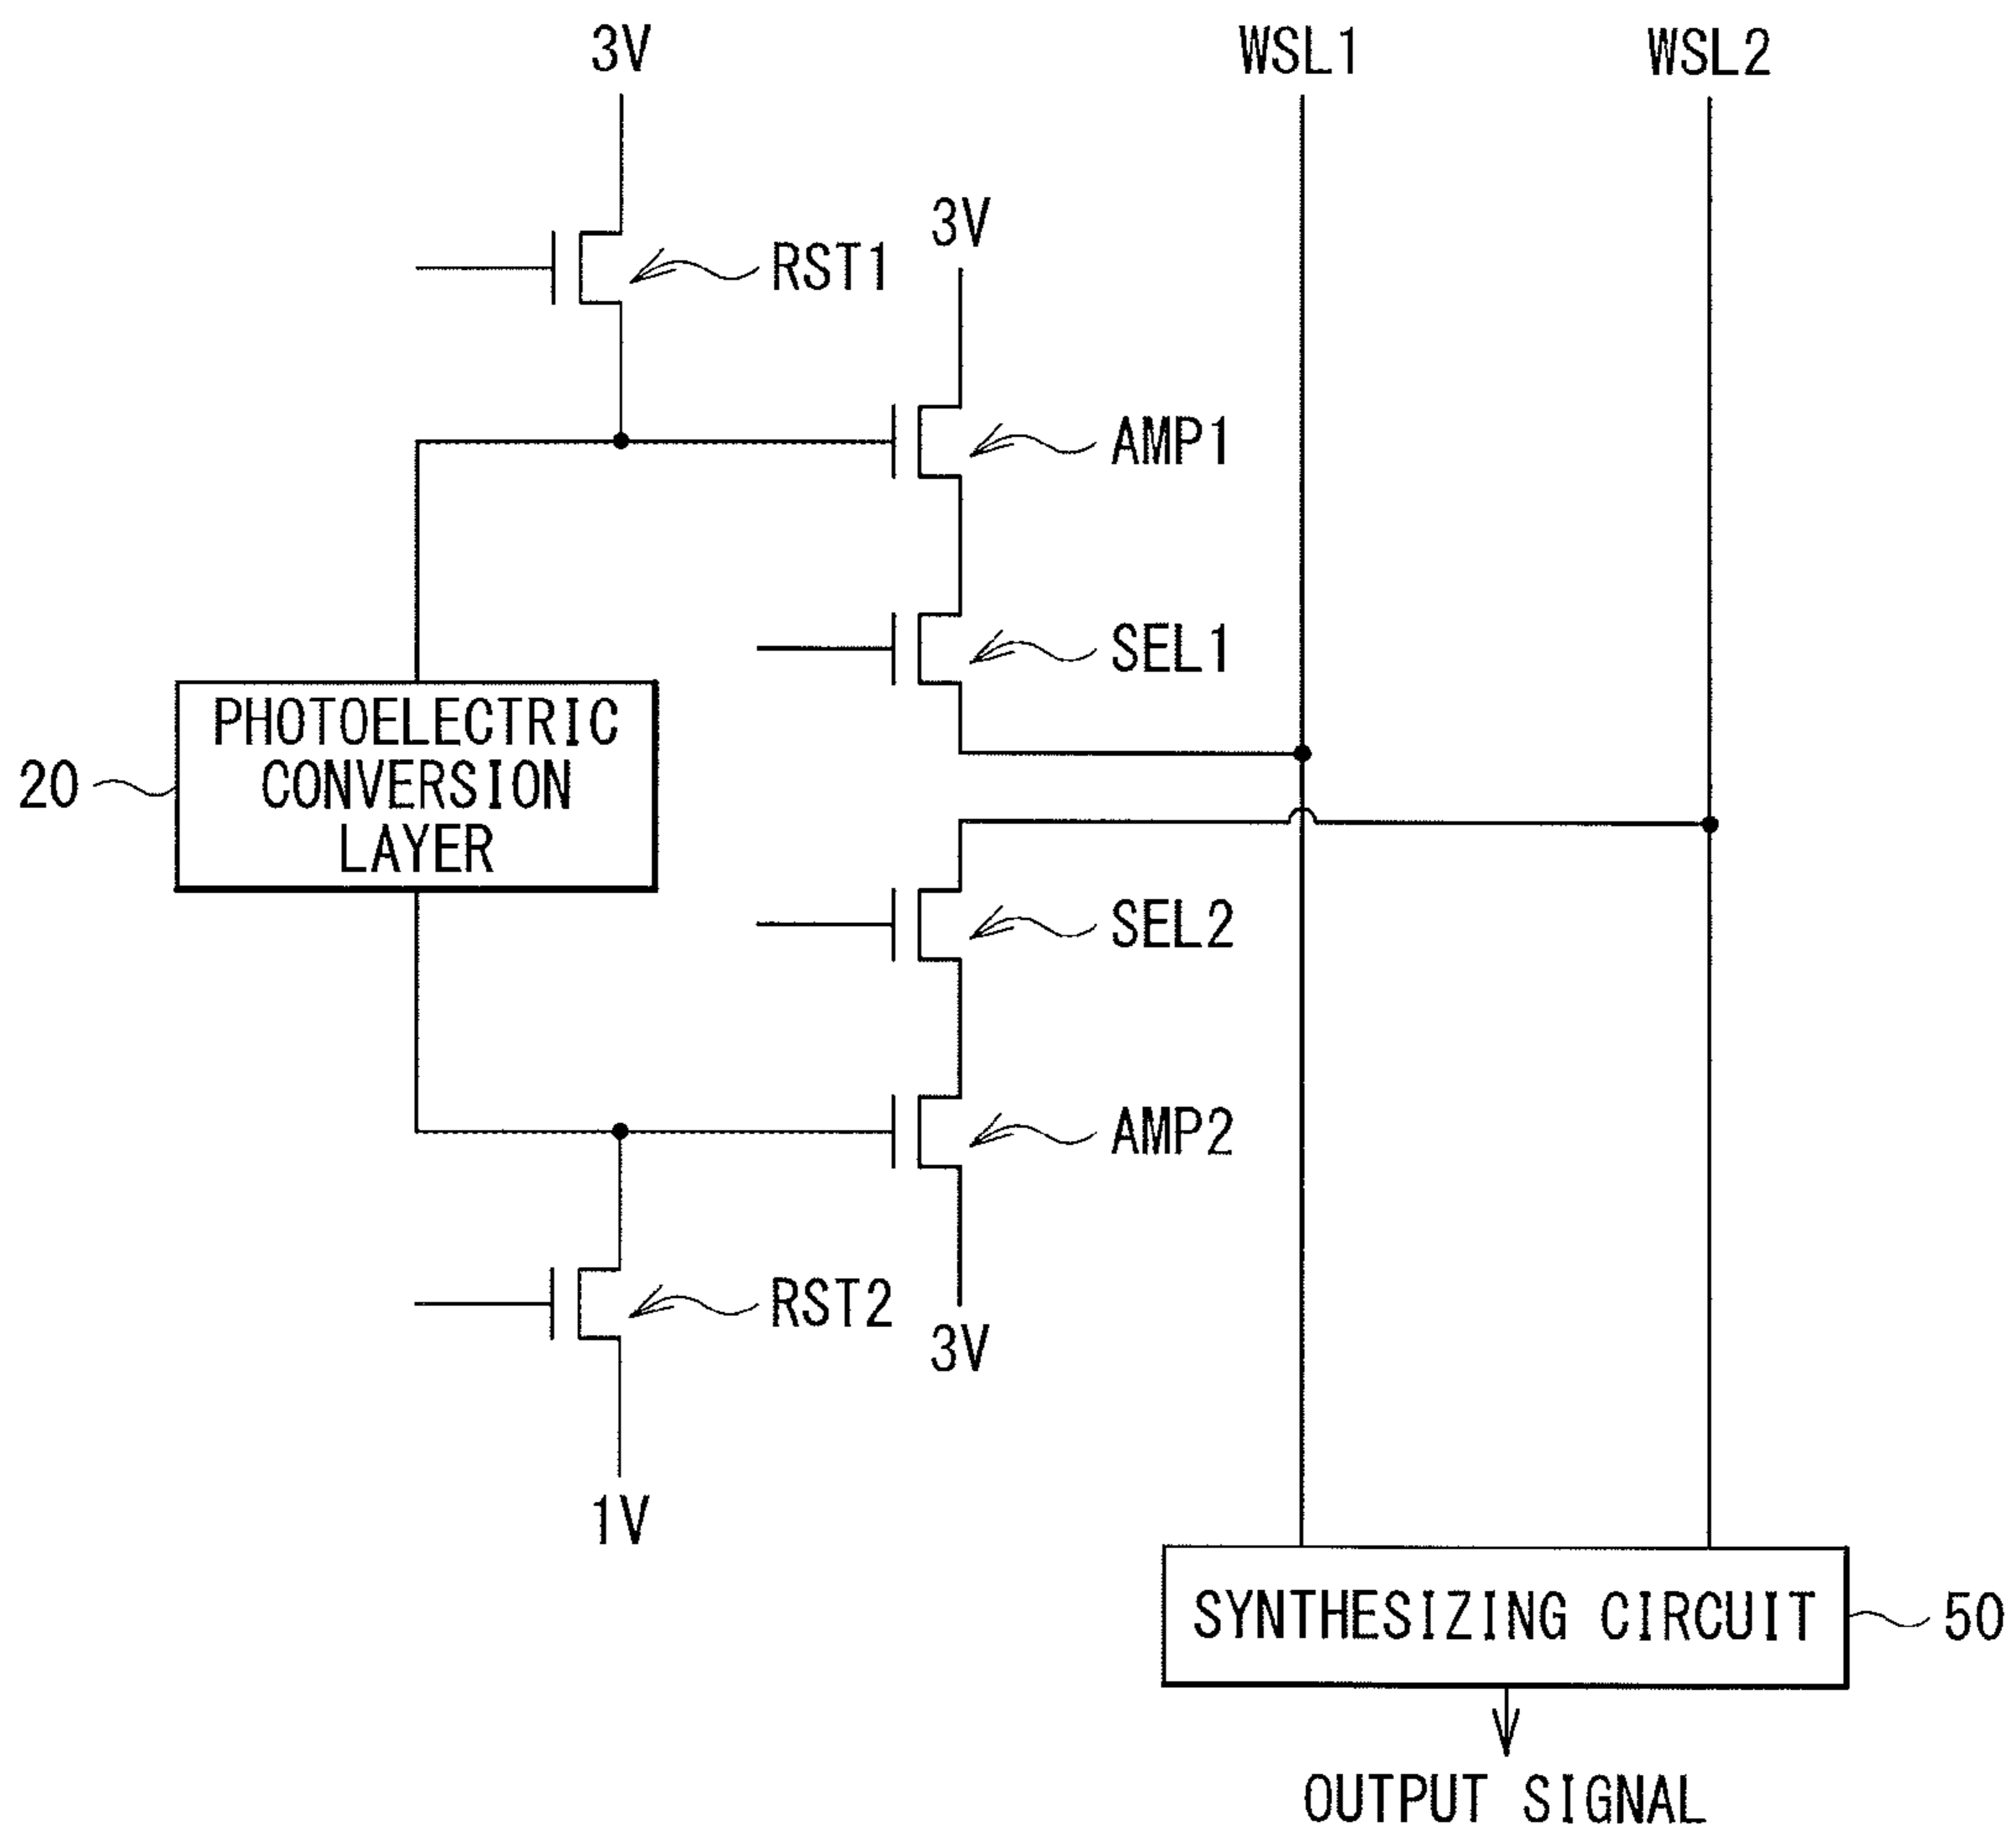 3V
WSL1
WSL2
3V
RST1
AMP1
SEL1
PHOTOELECTRIC
CONVERSION
LAYER
20
SEL2
AMP2
RST2
3V
1V
SYNTHESIZING CIRCUIT
50
OUTPUT SIGNAL